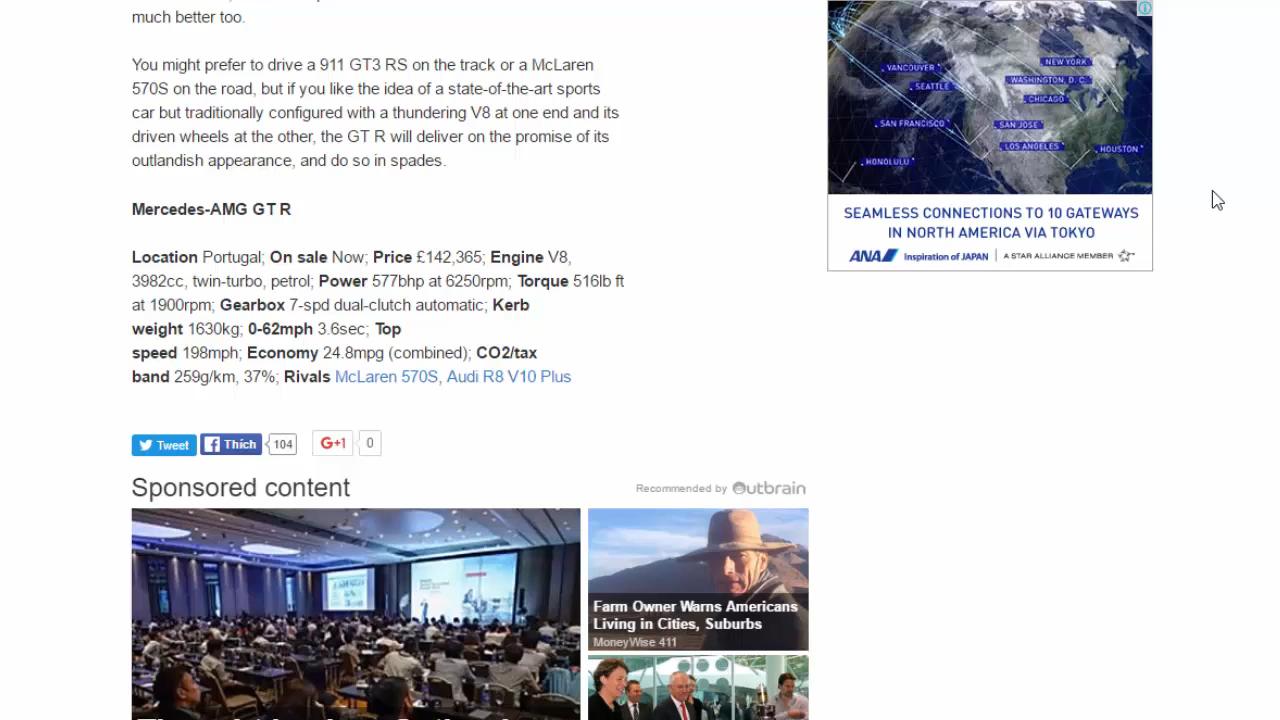 much better too.
You might prefer to drive a 911 GT3 RS on the track or a McLaren
570S on the road, but if you like the idea of a state-of-the-art sports
car but traditionally configured with a thundering V8 at one end and its
driven wheels at the other, the GT R will deliver on the promise of its
outlandish appearance, and do so in spades.
Mercedes-AMG GT R
Location Portugal; On sale Now; Price £142,365; Engine V8,
3982cc, twin-turbo, petrol; Power 577bhp at 6250rpm; Torque 516lb ft
at 1900rpm; Gearbox 7-spd dual-clutch automatic; Kerb
weight 1630kg; 0-62mph 3.6sec; Top
speed 198mph; Economy 24.8mpg (combined); CO2/tax
band 259g/km, 37%; Rivals McLaren 570S, Audi R8 V10 Plus
Tweet
Thích
104
G+1
0
Sponsored content
Recommended by Outbrain
Farm Owner Warns Americans
Living in Cities, Suburbs
MoneyWise 411
VANCOUVER
SEATTLE
SAN FRANCISCO
HONOLULU
NEW YORK
WASHINGTON, D.C.
CHICAGO
SAN JOSE
LOS ANGELES
HOUSTON
SEAMLESS CONNECTIONS TO 10 GATEWAYS
IN NORTH AMERICA VIA TOKYO
ANA Inspiration of JAPAN | A STAR ALLIANCE MEMBER